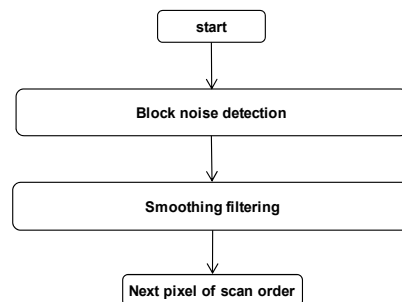 start
Block noise detection
Smoothing filtering
Next pixel of scan order